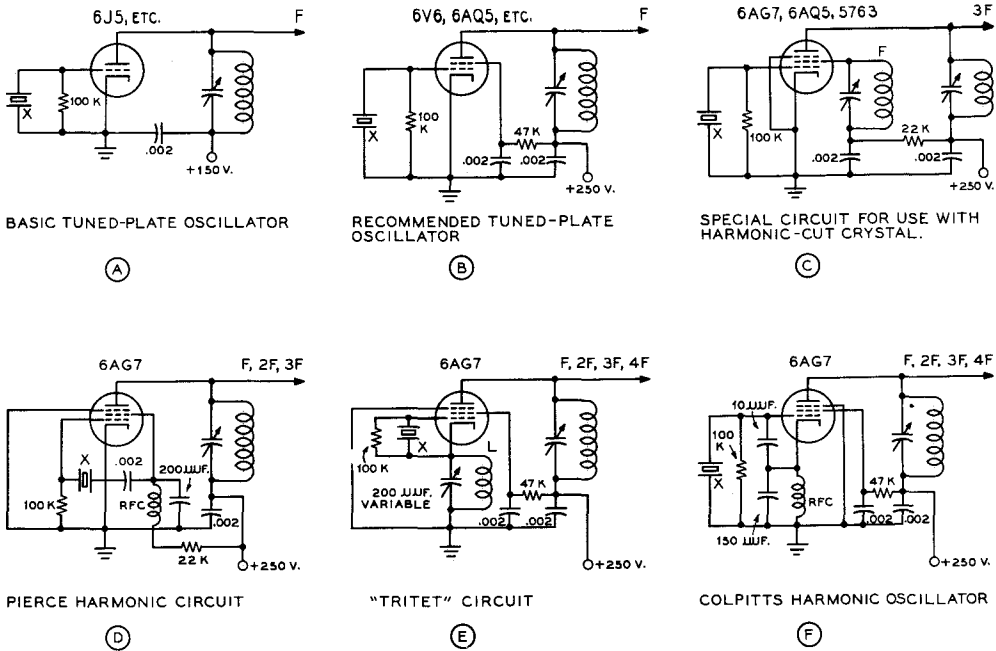 6J5, ETC.
F
X
100 K
.002
+150 V.
BASIC TUNED-PLATE OSCILLATOR
A
6V6, 6AQ5, ETC.
F
X
100
K
47 K
.002
.002
+250 V.
RECOMMENDED TUNED-PLATE
OSCILLATOR
B
6AG7, 6AQ5, 5763
3F
F
X
100 K
22 K
.002
.002
+250 V.
SPECIAL CIRCUIT FOR USE WITH
HARMONIC-CUT CRYSTAL.
C
6AG7
F, 2F, 3F
X
.002
200 µµF.
100 K
RFC
.002
22 K
+250 V.
PIERCE HARMONIC CIRCUIT
D
6AG7
F, 2F, 3F, 4F
X
L
100 K
200 µµF.
VARIABLE
47 K
.002
.002
+250 V.
"TRITET" CIRCUIT
E
6AG7
F, 2F, 3F, 4F
10 µµF.
100
K
X
RFC
47 K
.002
.002
150 µµF.
+250 V.
COLPITTS HARMONIC OSCILLATOR
F